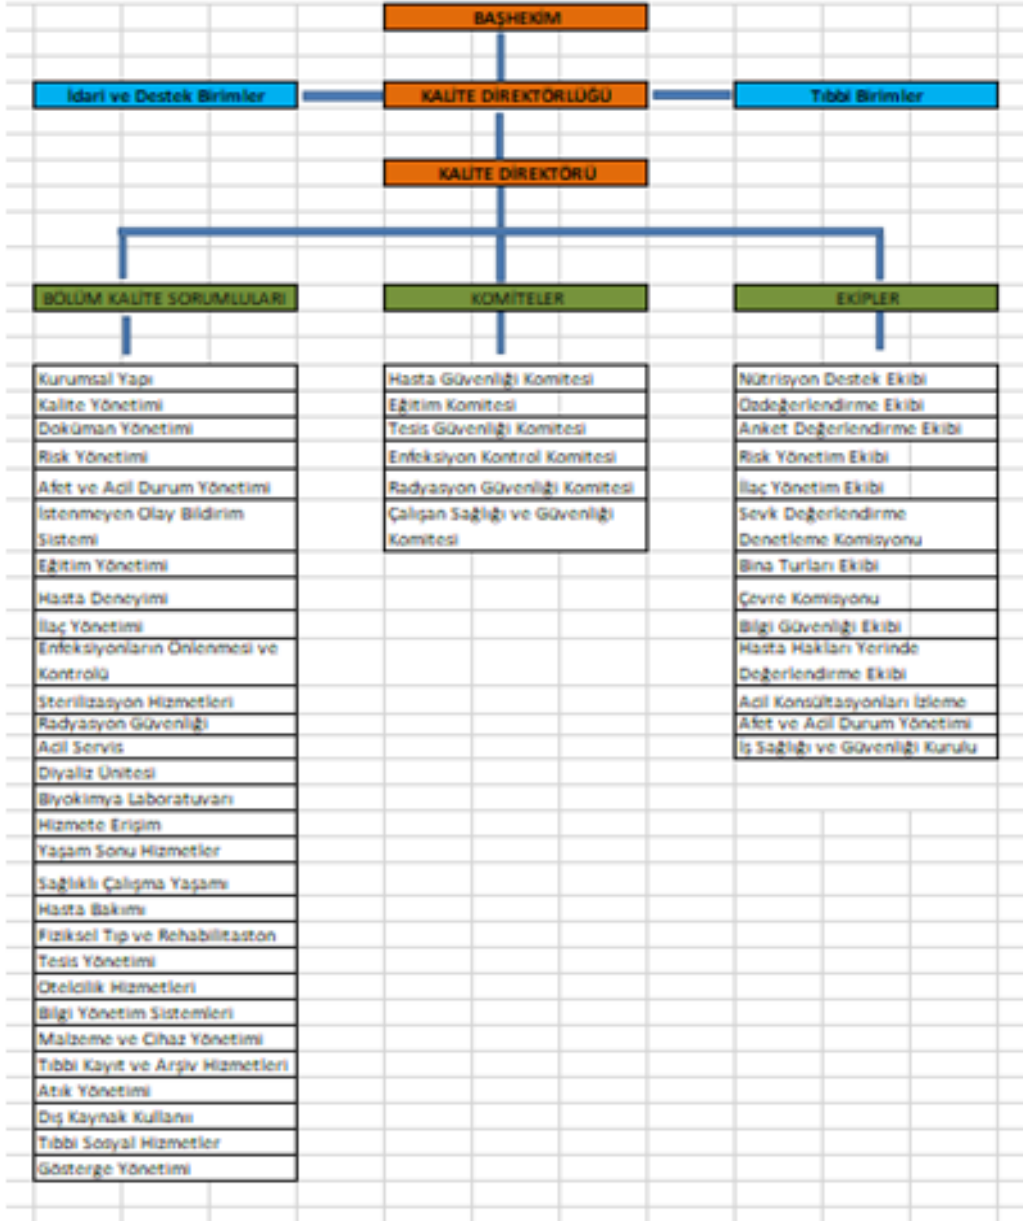 BAŞHEKİM
İdari ve Destek Birimler
KALİTE DİREKTÖRLÜĞÜ
Tıbbi Birimler
KALİTE DİREKTÖRÜ
BÖLÜM KALİTE SORUMLULARI
Kurumsal Yapı
Kalite Yönetimi
Doküman Yönetimi
Risk Yönetimi
Afet ve Acil Durum Yönetimi
İstenmeyen Olay Bildirim
Sistemi
Eğitim Yönetimi
Hasta Deneyimi
İlaç Yönetimi
Enfeksiyonların Önlenmesi ve
Kontrolü
Sterilizasyon Hizmetleri
Radyasyon Güvenliği
Acil Servis
Diyaliz Ünitesi
Biyokimya Laboratuvarı
Hizmete Erişim
Yaşam Sonu Hizmetler
Sağlıklı Çalışma Yaşamı
Hasta Bakımı
Fiziksel Tıp ve Rehabilitaston
Tesis Yönetimi
Otelcilik Hizmetleri
Bilgi Yönetim Sistemleri
Malzeme ve Cihaz Yönetimi
Tıbbi Kayıt ve Arşiv Hizmetleri
Atık Yönetimi
Dış Kaynak Kullanıı
Tıbbi Sosyal Hizmetler
Gösterge Yönetimi
KOMİTELER
Hasta Güvenliği Komitesi
Eğitim Komitesi
Tesis Güvenliği Komitesi
Enfeksiyon Kontrol Komitesi
Radyasyon Güvenliği Komitesi
Çalışan Sağlığı ve Güvenliği
Komitesi
EKİPLER
Nütrisyon Destek Ekibi
Özdeğerlendirme Ekibi
Anket Değerlendirme Ekibi
Risk Yönetim Ekibi
İlaç Yönetim Ekibi
Sevk Değerlendirme
Denetleme Komisyonu
Bina Turları Ekibi
Çevre Komisyonu
Bilgi Güvenliği Ekibi
Hasta Hakları Yerinde
Değerlendirme Ekibi
Acil Konsültasyonları İzleme
Afet ve Acil Durum Yönetimi
İş Sağlığı ve Güvenliği Kurulu